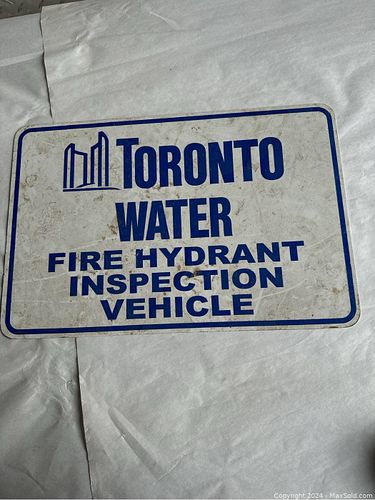 TORONTO
WATER
FIRE HYDRANT
INSPECTION
VEHICLE
Copyright 2024 - MaxSold.com